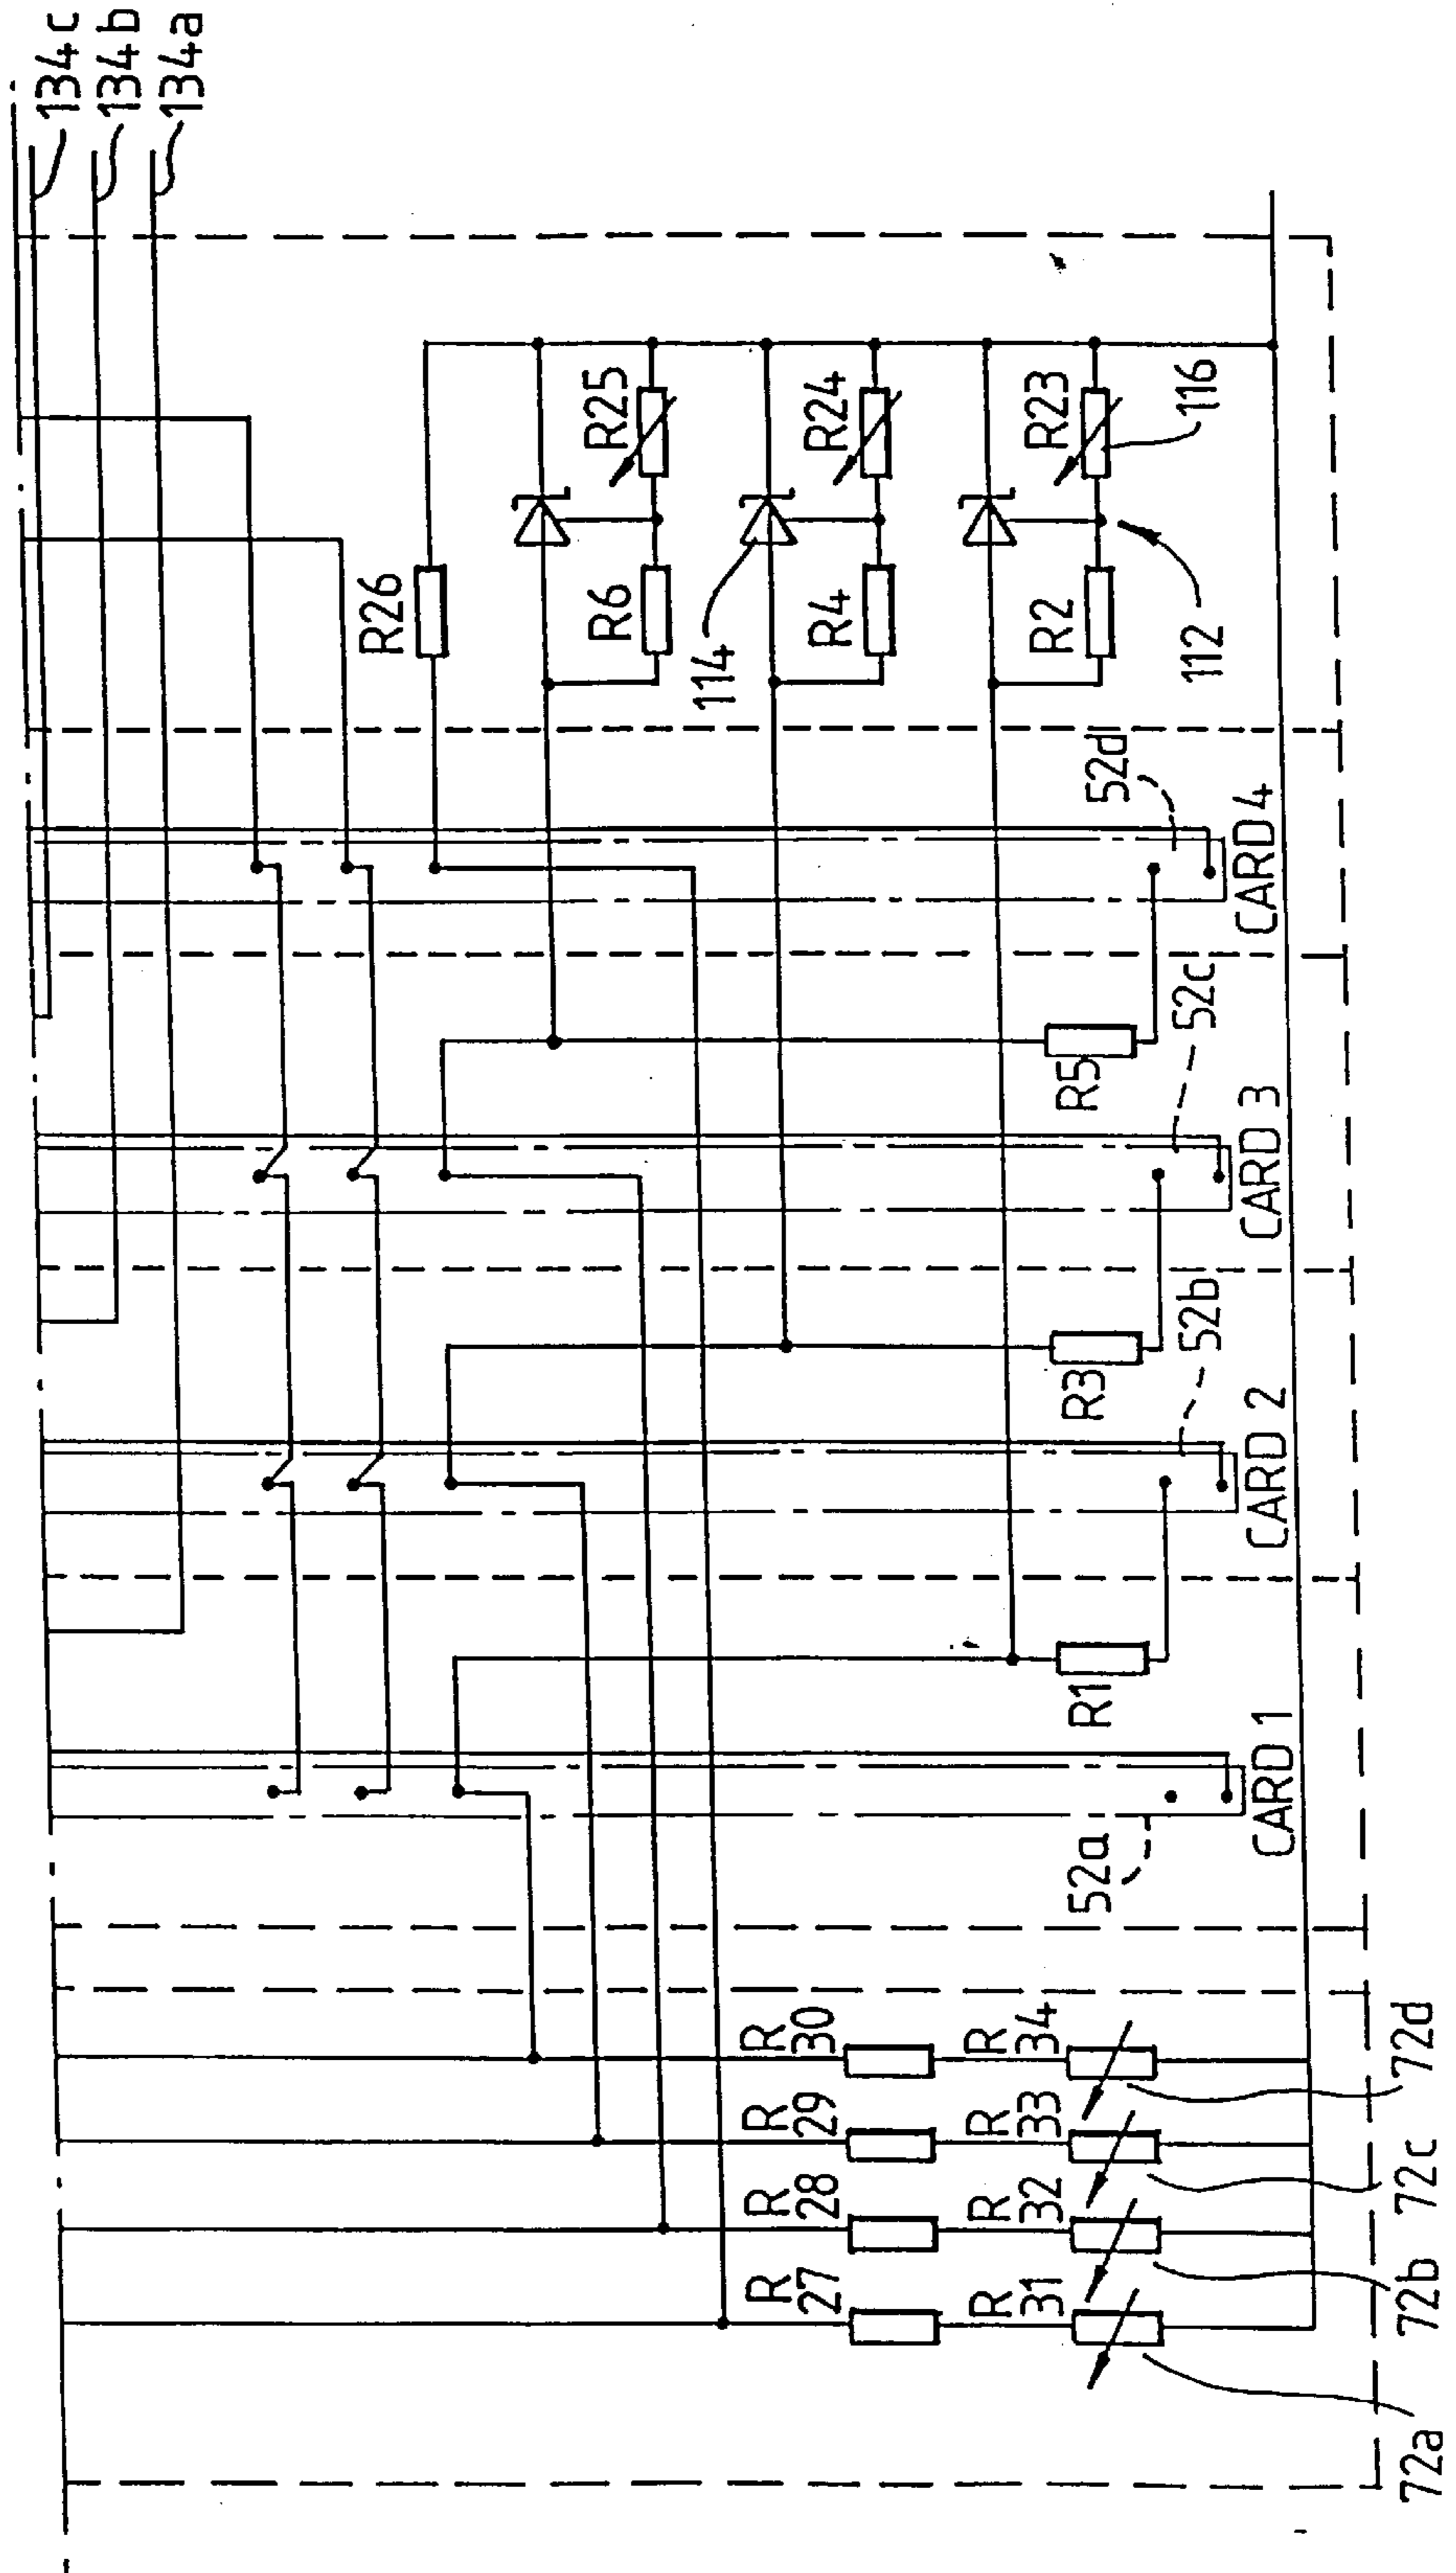 134c
134b
134a
R26
R25
R6
114
R24
R4
R23
116
R2
112
52d
CARD 4
52c
R5
CARD 3
52b
R3
CARD 2
R1
52a
CARD 1
R
30
R
34
R
29
R
33
R
28
R
32
R
27
R
31
72d
72c
72b
72a